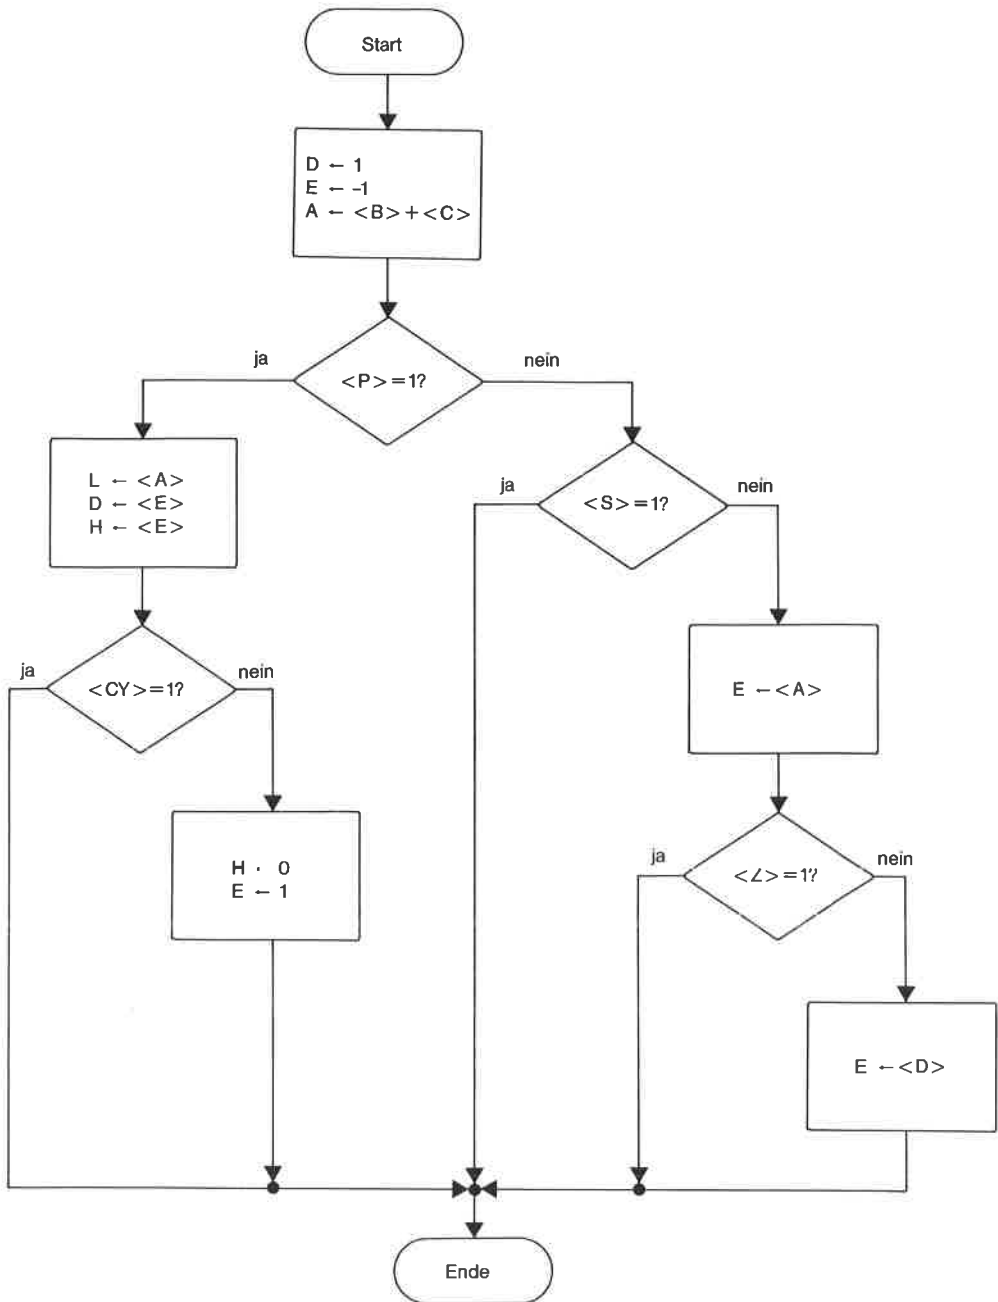 Start
D ← 1
E ← -1
A ← <B>+<C>
ja
<P>=1?
nein
L ← <A>
D ← <E>
H ← <E>
ja
<S>=1?
nein
ja
<CY>=1?
nein
E ←<A>
H · 0
E ← 1
ja
<∠>=1?
nein
E ←<D>
Ende